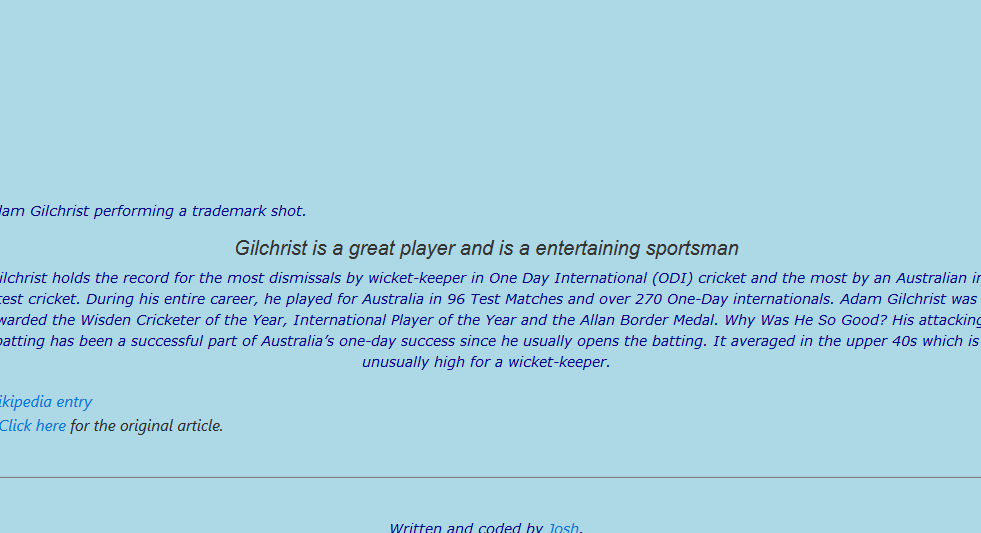 dam Gilchrist performing a trademark shot.
Gilchrist is a great player and is a entertaining sportsman
ilchrist holds the record for the most dismissals by wicket-keeper in One Day International (ODI) cricket and the most by an Australian in
test cricket. During his entire career, he played for Australia in 96 Test Matches and over 270 One-Day internationals. Adam Gilchrist was
warded the Wisden Cricketer of the Year, International Player of the Year and the Allan Border Medal. Why Was He So Good? His attacking
batting has been a successful part of Australia’s one-day success since he usually opens the batting. It averaged in the upper 40s which is
unusually high for a wicket-keeper.
ikipedia entry
Click here for the original article.
Written and coded by Josh.